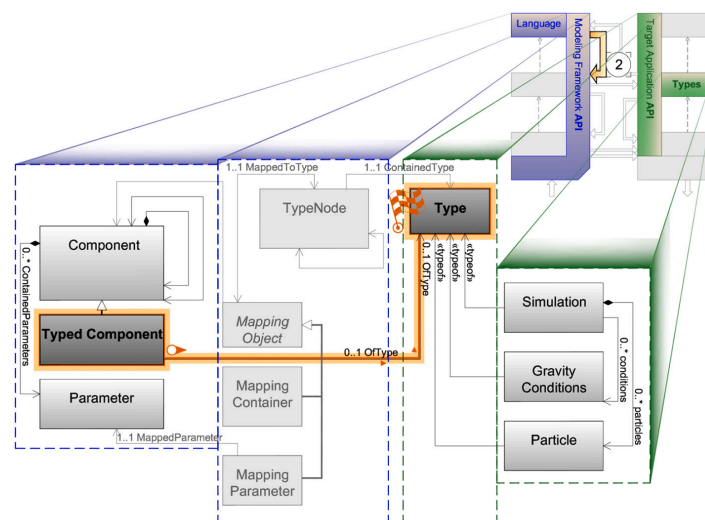 Language
Modeling Framework API
2
Target Application API
Types
1..1 MappedToType
1..1 ContainedType
TypeNode
Type
Component
0..* ContainedParameters
Typed Component
Parameter
Mapping
Object
Mapping
Container
Mapping
Parameter
1..1 MappedParameter
0..1 OfType
0..1 OfType
«typeof»
«typeof»
«typeof»
Simulation
Gravity
Conditions
Particle
0..* conditions
0..* particles